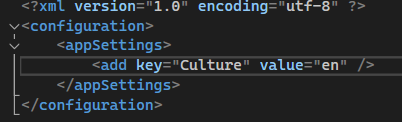 <?xml version="1.0" encoding="utf-8" ?>
<configuration>
<appSettings>
<add key="Culture" value="en" />
</appSettings>
</configuration>